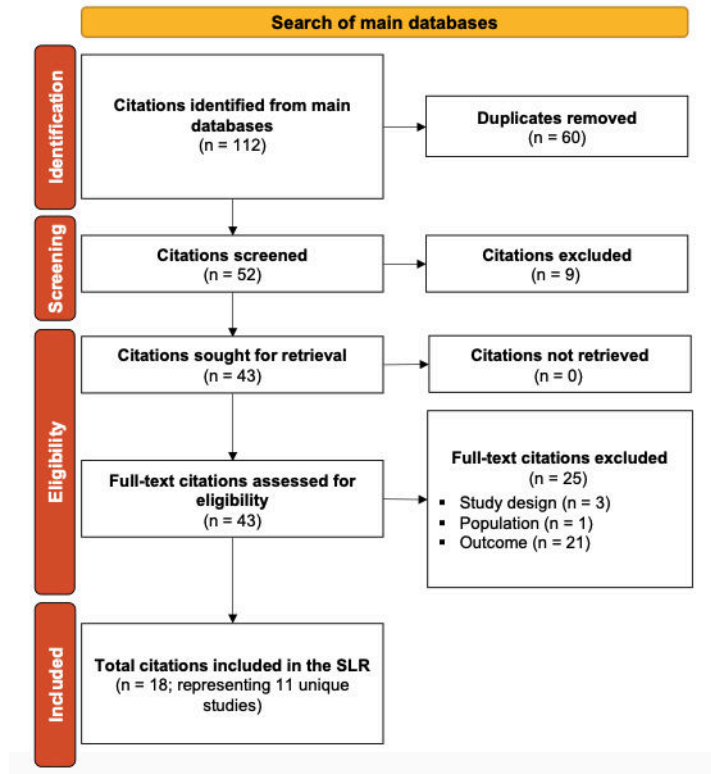 Search of main databases
Identification
Citations identified from main
databases
(n = 112)
Duplicates removed
(n = 60)
Screening
Citations screened
(n = 52)
Citations excluded
(n = 9)
Eligibility
Citations sought for retrieval
(n = 43)
Citations not retrieved
(n = 0)
Full-text citations assessed for
eligibility
(n = 43)
Full-text citations excluded
(n = 25)
▪ Study design (n = 3)
▪ Population (n = 1)
▪ Outcome (n = 21)
Included
Total citations included in the SLR
(n = 18; representing 11 unique
studies)